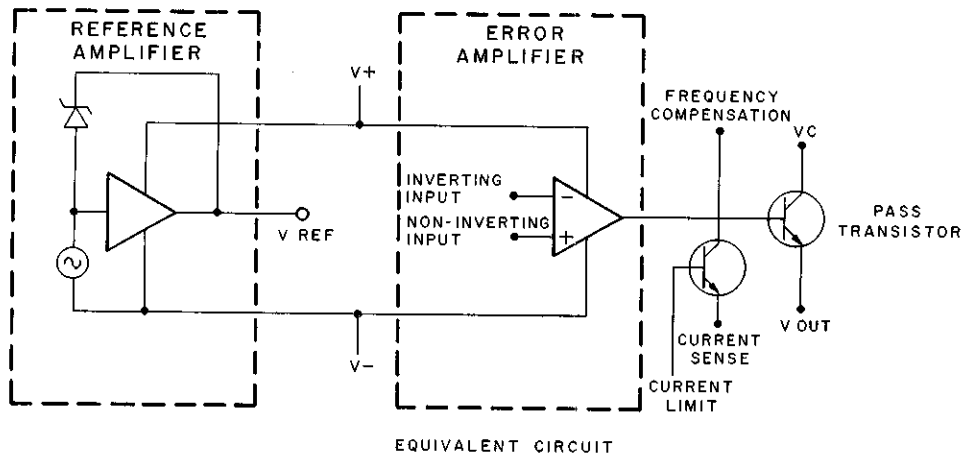 REFERENCE
AMPLIFIER
ERROR
AMPLIFIER
V+
FREQUENCY
COMPENSATION
VC
INVERTING
INPUT
NON-INVERTING
INPUT
-
+
V REF
PASS
TRANSISTOR
V OUT
CURRENT
SENSE
CURRENT
LIMIT
V-
EQUIVALENT CIRCUIT